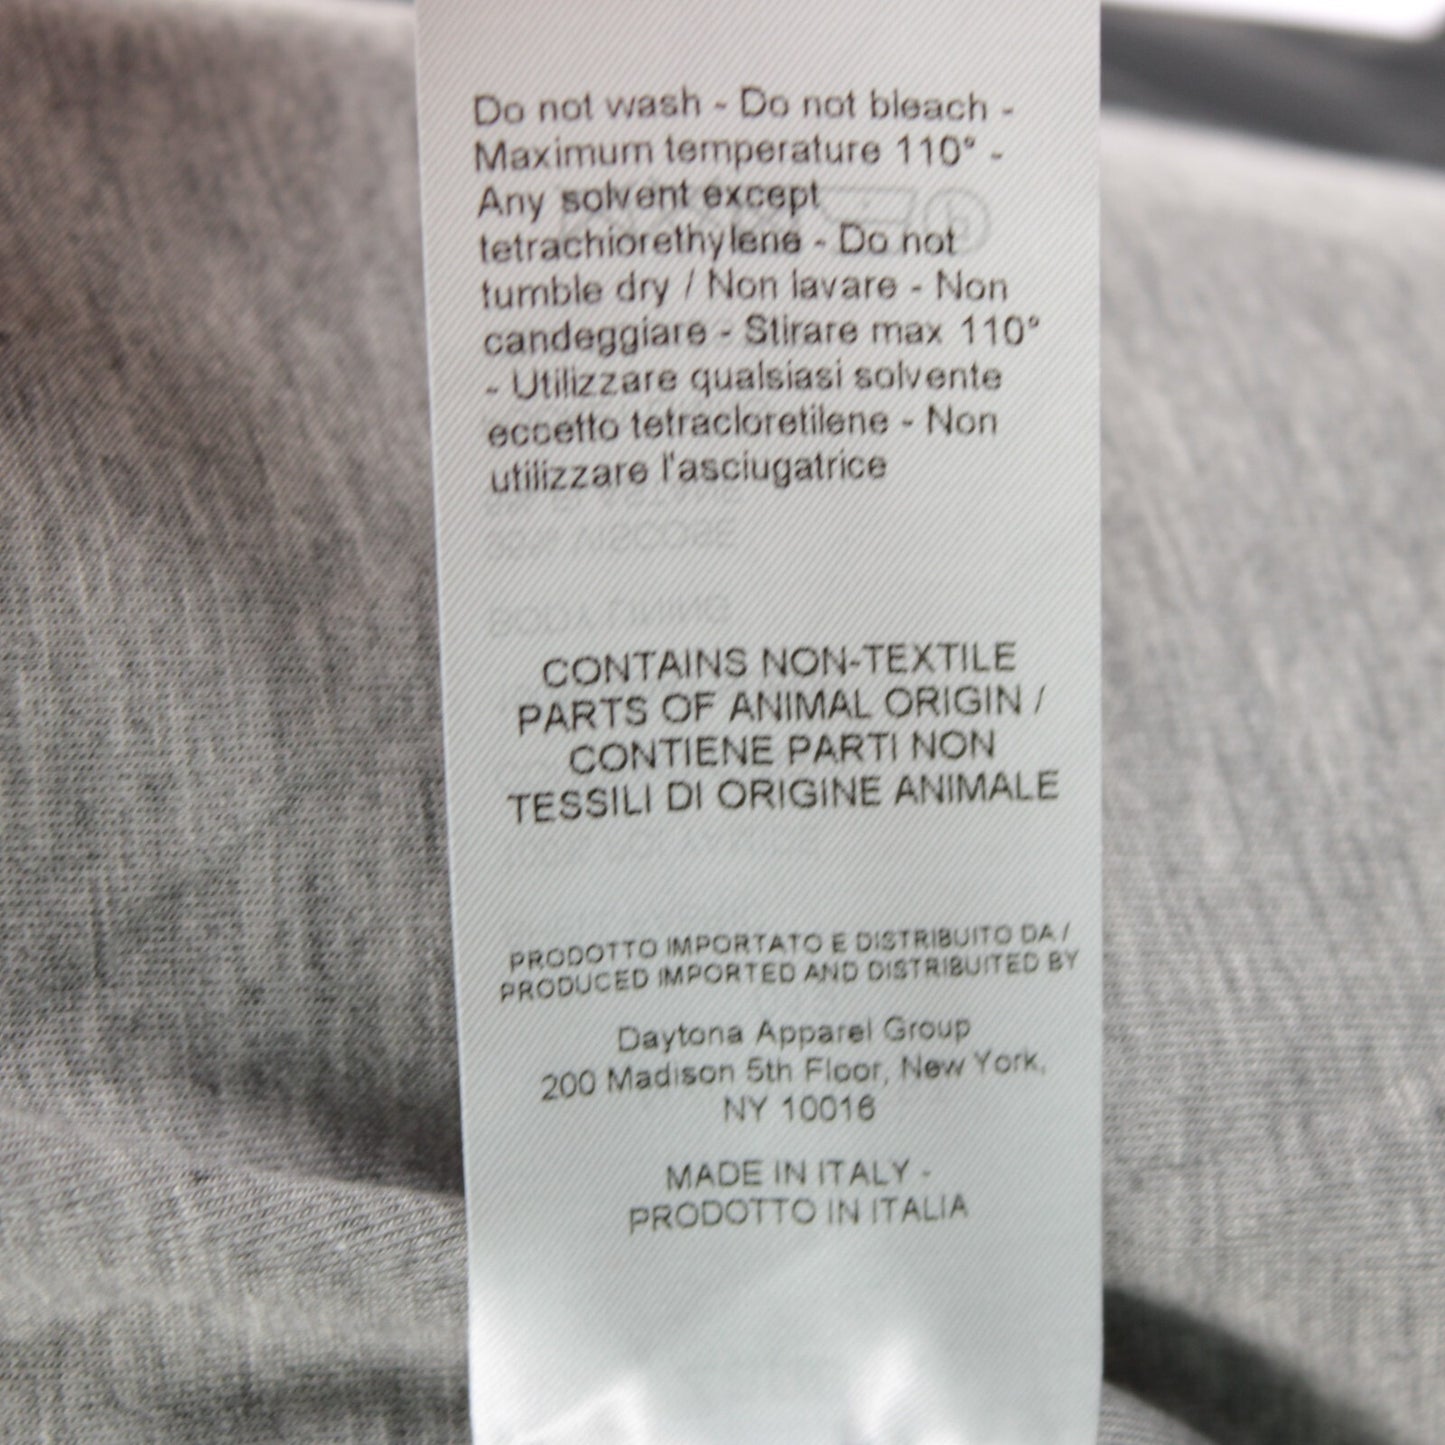 Do not wash - Do not bleach -
Maximum temperature 110° -
Any solvent except
tetrachiorethylene - Do not
tumble dry / Non lavare - Non
candeggiare - Stirare max 110°
- Utilizzare qualsiasi solvente
eccetto tetracloretilene - Non
utilizzare l'asciugatrice
CONTAINS NON-TEXTILE
PARTS OF ANIMAL ORIGIN /
CONTIENE PARTI NON
TESSILI DI ORIGINE ANIMALE
PRODOTTO IMPORTATO E DISTRIBUITO DA /
PRODUCED IMPORTED AND DISTRIBUITED BY
Daytona Apparel Group
200 Madison 5th Floor, New York,
NY 10016
MADE IN ITALY -
PRODOTTO IN ITALIA